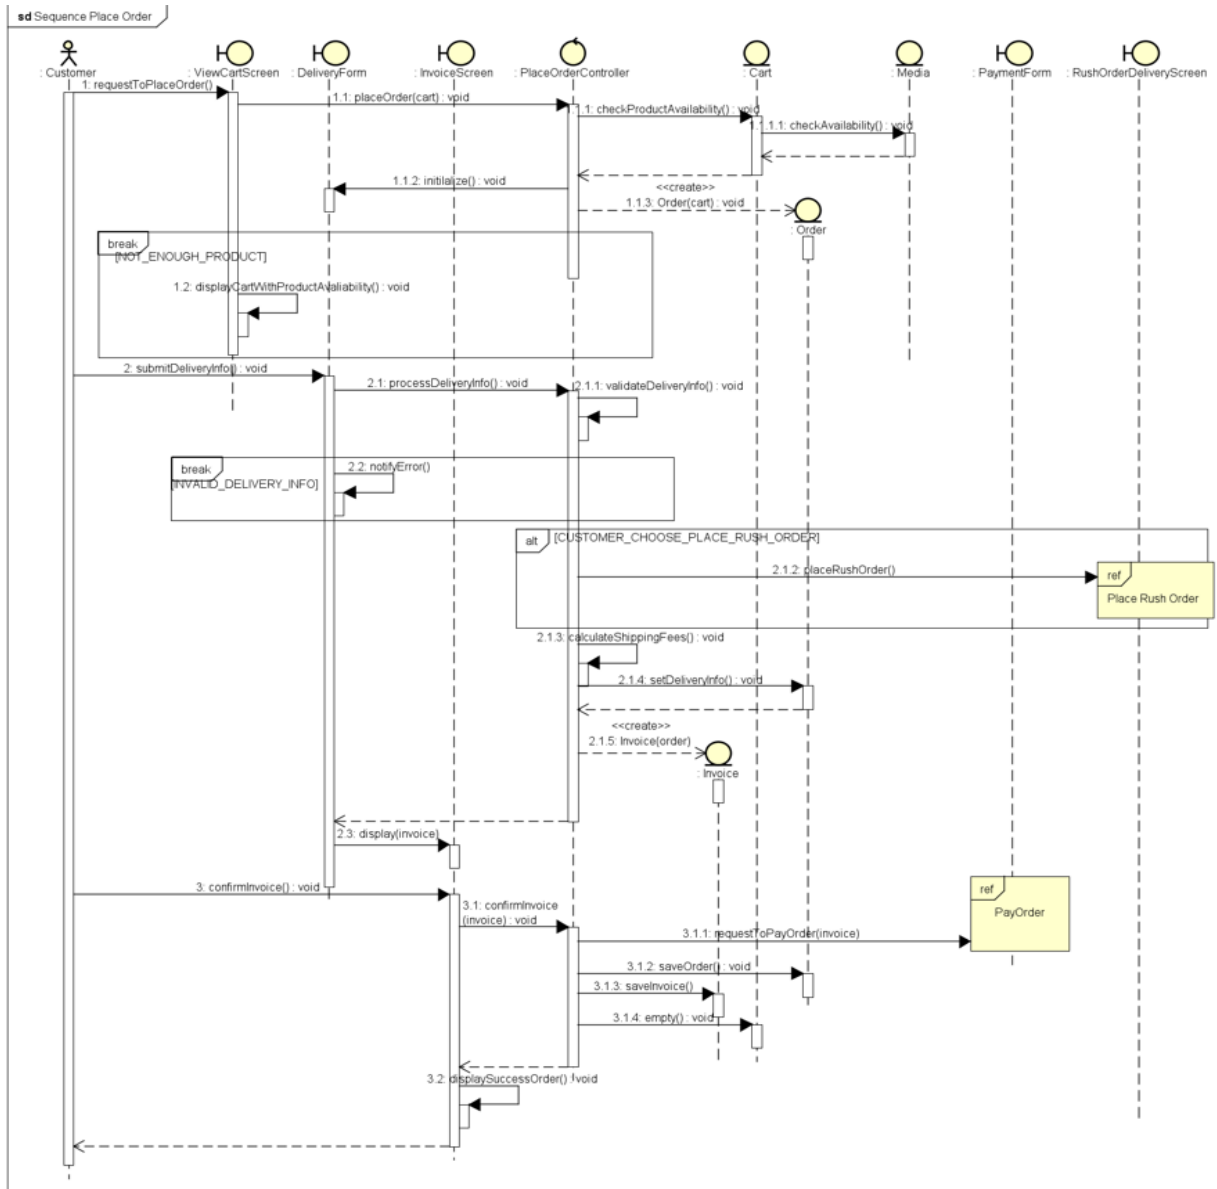 sd Sequence Place Order
: Customer
: ViewCartScreen
: DeliveryForm
: InvoiceScreen
: PlaceOrderController
: Cart
: Media
: PaymentForm
: RushOrderDeliveryScreen
1: requestToPlaceOrder()
1.1: placeOrder(cart) : void
1.1: checkProductAvailability() : void
1.1.1.1: checkAvailability() : void
1.1.2: initilalize() : void
<<create>>
1.1.3: Order(cart) : void
: Order
break
[NOT_ENOUGH_PRODUCT]
1.2: displayCartWithProductAvaliability() : void
2: submitDeliveryInfo() : void
2.1: processDeliveryInfo() : void
2.1.1: validateDeliveryInfo() : void
break
[INVALID_DELIVERY_INFO]
2.2: notifyError()
alt
[CUSTOMER_CHOOSE_PLACE_RUSH_ORDER]
2.1.2: placeRushOrder()
ref
Place Rush Order
2.1.3: calculateShippingFees() : void
2.1.4: setDeliveryInfo() : void
<<create>>
2.1.5: Invoice(order)
: Invoice
2.3: display(invoice)
3: confirmInvoice() : void
3.1: confirmInvoice
(invoice) : void
ref
PayOrder
3.1.1: requestToPayOrder(invoice)
3.1.2: saveOrder() : void
3.1.3: saveInvoice()
3.1.4: empty() : void
3.2: displaySuccessOrder() : void